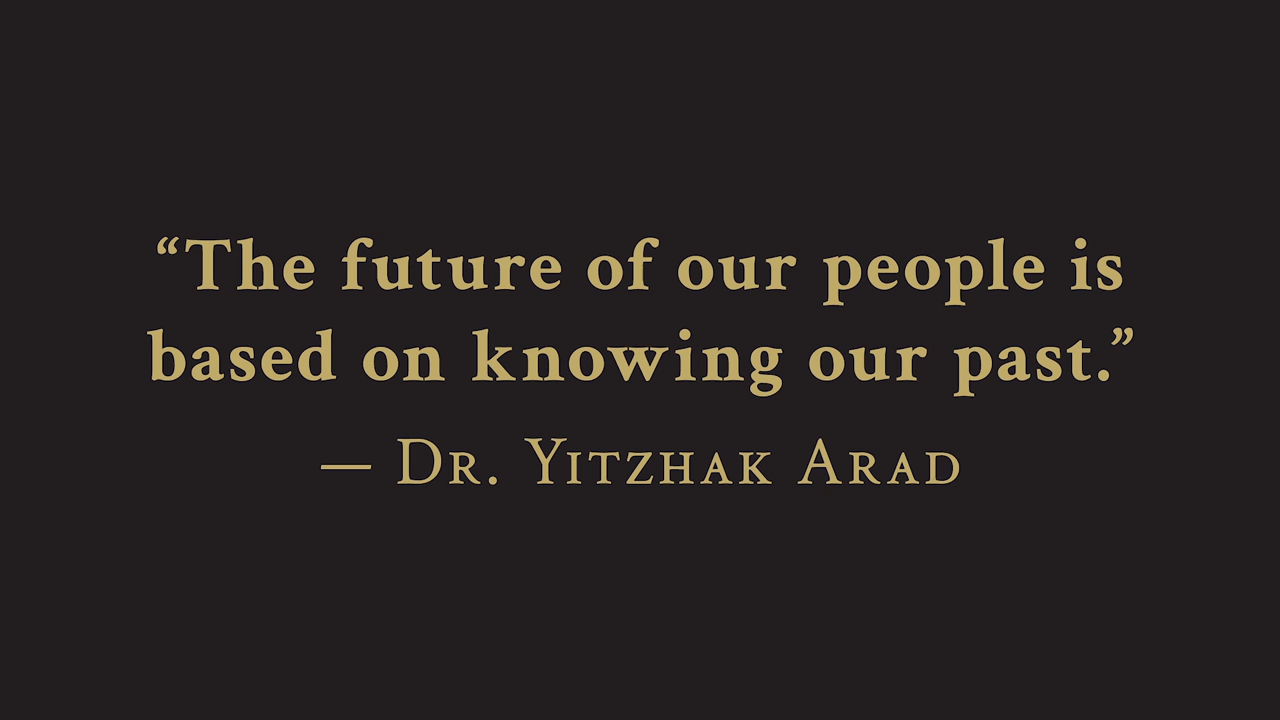 “The future of our people is
based on knowing our past.”
— Dr. Yitzhak Arad